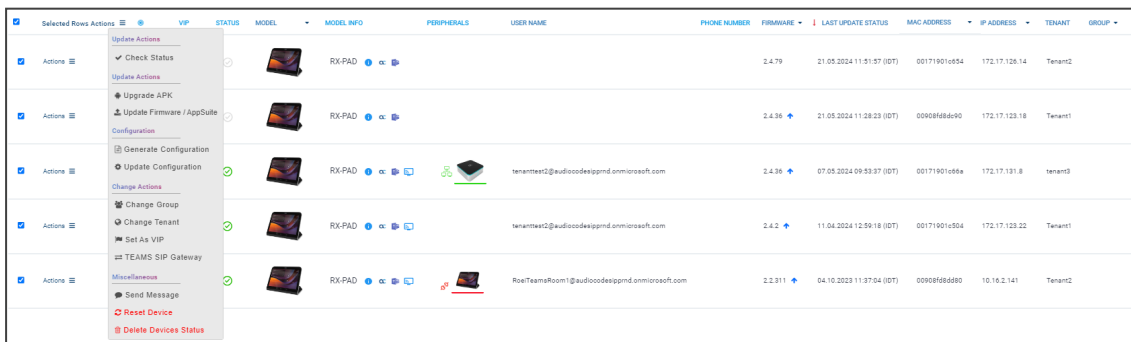 Selected Rows Actions VIP STATUS MODEL MODEL INFO PERIPHERALS USER NAME PHONE NUMBER FIRMWARE LAST UPDATE STATUS MAC ADDRESS IP ADDRESS TENANT GROUP
Update Actions
Check Status
Update Actions
Upgrade APK
Update Firmware / AppSuite
Configuration
Generate Configuration
Update Configuration
Change Actions
Change Group
Change Tenant
Set As VIP
TEAMS SIP Gateway
Miscellaneous
Send Message
Reset Device
Delete Devices Status
Actions RX-PAD 2.4.79 21.05.2024 11:51:57 (IDT) 00171901c654 172.17.126.14 Tenant2
Actions RX-PAD 2.4.36 21.05.2024 11:28:23 (IDT) 00908fd8dc90 172.17.123.18 Tenant1
Actions RX-PAD tenanttest2@audiocodesipprnd.onmicrosoft.com 2.4.36 07.05.2024 09:53:37 (IDT) 00171901c66a 172.17.131.8 tenant3
Actions RX-PAD tenanttest2@audiocodesipprnd.onmicrosoft.com 2.4.2 11.04.2024 12:59:18 (IDT) 00171901c504 172.17.123.22 Tenant1
Actions RX-PAD RoeiTeamsRoom1@audiocodesipprnd.onmicrosoft.com 2.2.311 04.10.2023 11:37:04 (IDT) 00908fd8dd80 10.16.2.141 Tenant2